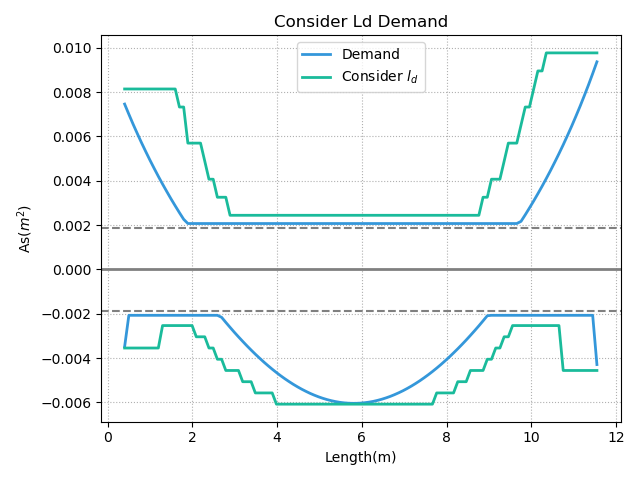 Consider Ld Demand
Demand
Consider l_d
As(m²)
0.010
0.008
0.006
0.004
0.002
0.000
−0.002
−0.004
−0.006
0 2 4 6 8 10 12
Length(m)